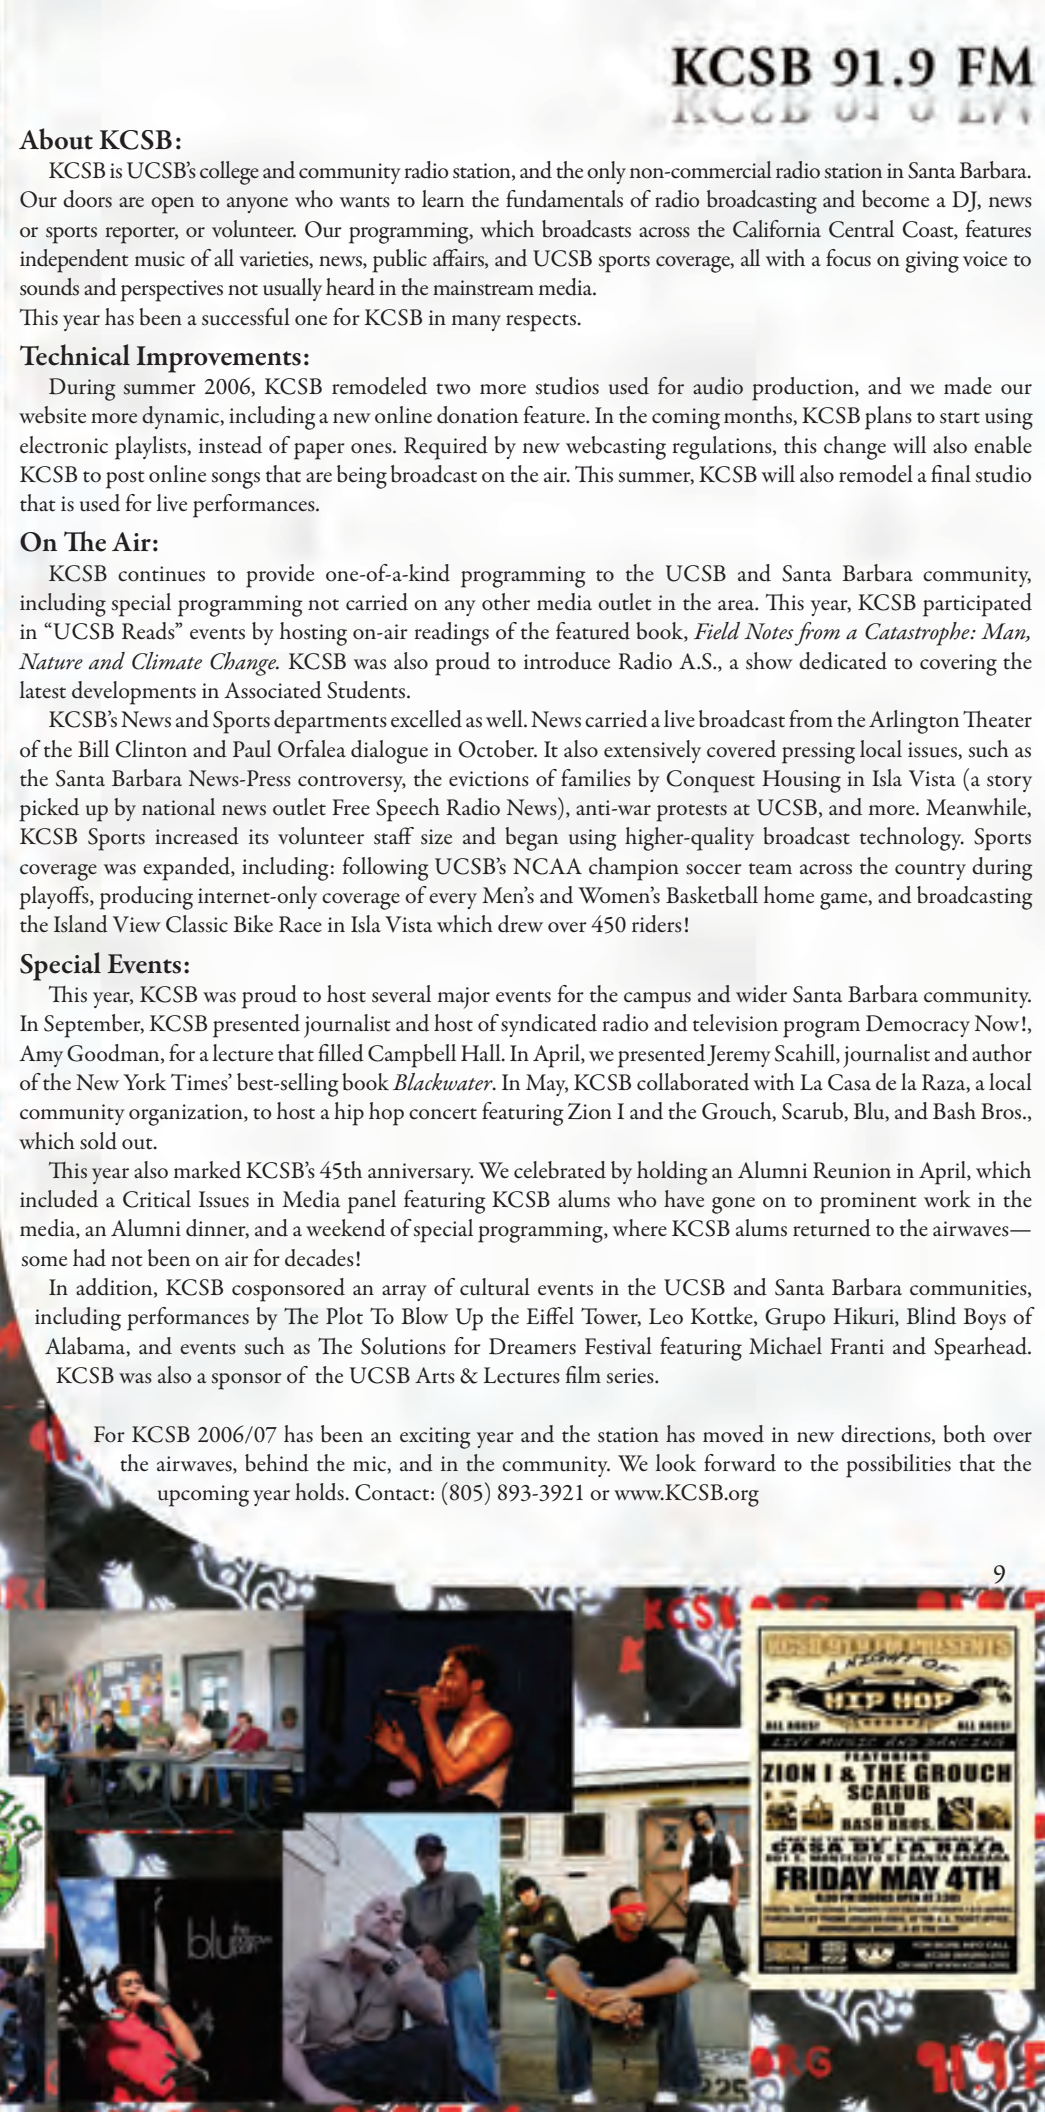 KCSB 91.9 FM
About KCSB:
KCSB is UCSB's college and community radio station, and the only non-commercial radio station in Santa Barbara.
Our doors are open to anyone who wants to learn the fundamentals of radio broadcasting and become a DJ, news
or sports reporter, or volunteer. Our programming, which broadcasts across the California Central Coast, features
independent music of all varieties, news, public affairs, and UCSB sports coverage, all with a focus on giving voice to
sounds and perspectives not usually heard in the mainstream media.
This year has been a successful one for KCSB in many respects.
Technical Improvements:
During summer 2006, KCSB remodeled two more studios used for audio production, and we made our
website more dynamic, including a new online donation feature. In the coming months, KCSB plans to start using
electronic playlists, instead of paper ones. Required by new webcasting regulations, this change will also enable
KCSB to post online songs that are being broadcast on the air. This summer, KCSB will also remodel a final studio
that is used for live performances.
On The Air:
KCSB continues to provide one-of-a-kind programming to the UCSB and Santa Barbara community,
including special programming not carried on any other media outlet in the area. This year, KCSB participated
in “UCSB Reads” events by hosting on-air readings of the featured book, Field Notes from a Catastrophe: Man,
Nature and Climate Change. KCSB was also proud to introduce Radio A.S., a show dedicated to covering the
latest developments in Associated Students.
KCSB's News and Sports departments excelled as well. News carried a live broadcast from the Arlington Theater
of the Bill Clinton and Paul Orfalea dialogue in October. It also extensively covered pressing local issues, such as
the Santa Barbara News-Press controversy, the evictions of families by Conquest Housing in Isla Vista (a story
picked up by national news outlet Free Speech Radio News), anti-war protests at UCSB, and more. Meanwhile,
KCSB Sports increased its volunteer staff size and began using higher-quality broadcast technology. Sports
coverage was expanded, including: following UCSB's NCAA champion soccer team across the country during
playoffs, producing internet-only coverage of every Men's and Women's Basketball home game, and broadcasting
the Island View Classic Bike Race in Isla Vista which drew over 450 riders!
Special Events:
This year, KCSB was proud to host several major events for the campus and wider Santa Barbara community.
In September, KCSB presented journalist and host of syndicated radio and television program Democracy Now!,
Amy Goodman, for a lecture that filled Campbell Hall. In April, we presented Jeremy Scahill, journalist and author
of the New York Times' best-selling book Blackwater. In May, KCSB collaborated with La Casa de la Raza, a local
community organization, to host a hip hop concert featuring Zion I and the Grouch, Scarub, Blu, and Bash Bros.,
which sold out.
This year also marked KCSB's 45th anniversary. We celebrated by holding an Alumni Reunion in April, which
included a Critical Issues in Media panel featuring KCSB alums who have gone on to prominent work in the
media, an Alumni dinner, and a weekend of special programming, where KCSB alums returned to the airwaves—
some had not been on air for decades!
In addition, KCSB cosponsored an array of cultural events in the UCSB and Santa Barbara communities,
including performances by The Plot To Blow Up the Eiffel Tower, Leo Kottke, Grupo Hikuri, Blind Boys of
Alabama, and events such as The Solutions for Dreamers Festival featuring Michael Franti and Spearhead.
KCSB was also a sponsor of the UCSB Arts & Lectures film series.
For KCSB 2006/07 has been an exciting year and the station has moved in new directions, both over
the airwaves, behind the mic, and in the community. We look forward to the possibilities that the
upcoming year holds. Contact: (805) 893-3921 or www.KCSB.org
9
KCSB 91.9 FM PRESENTS
A NIGHT OF
HIP HOP
ALL AGES! ALL AGES!
LIVE MUSIC AND DANCING
FEATURING
ZION I & THE GROUCH
SCARUB
BLU
BASH BROS.
CASA DE LA RAZA
FRIDAY MAY 4TH
blu
225
ORG
91.9 F